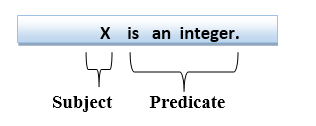 X is an integer.
Subject Predicate